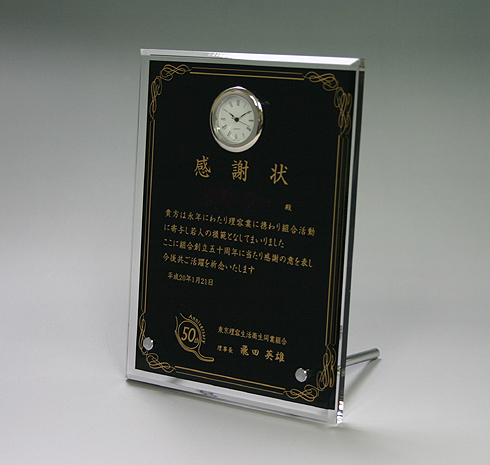 感謝状
殿
貴方は永年にわたり理容業に携わり組合活動
に寄与し若人の模範となしてまいりました
ここに組合創立五十周年に当たり感謝の意を表し
今後共ご活躍を祈念いたします
平成20年1月21日
Anniversary
50
東京理容生活衛生同業組合
理事長 飛田英雄